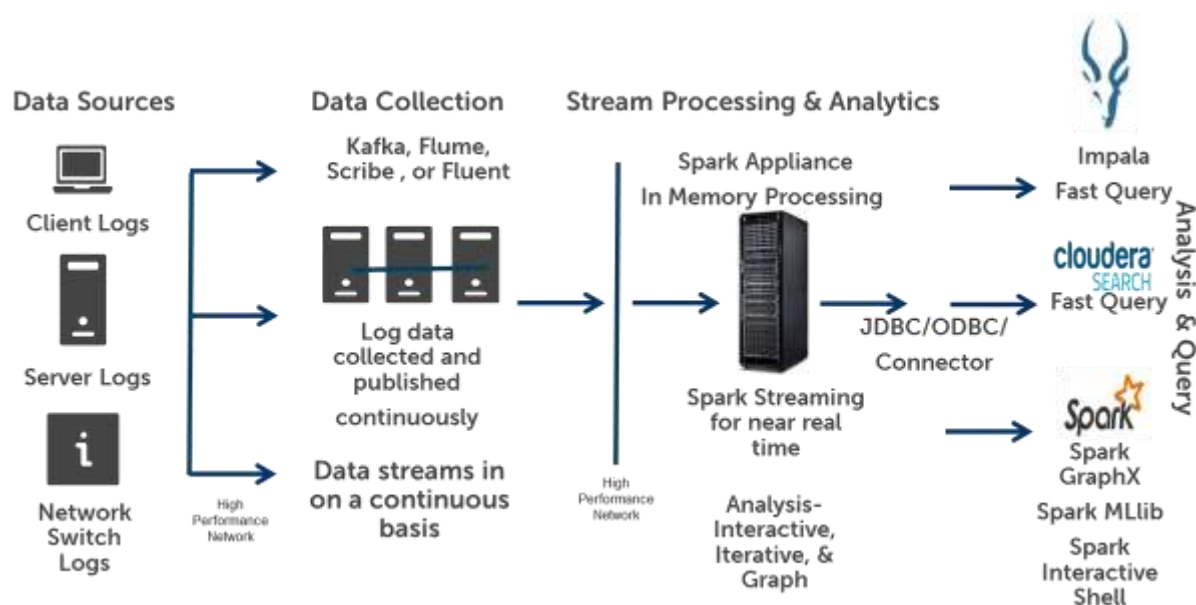 Data Sources
Client Logs
Server Logs
Network
Switch
Logs
High
Performance
Network
Data Collection
Kafka, Flume,
Scribe , or Fluent
Log data
collected and
published
continuously
Data streams in
on a continuous
basis
High
Performance
Network
Stream Processing & Analytics
Spark Appliance
In Memory Processing
Spark Streaming
for near real
time
Analysis-
Interactive,
Iterative, &
Graph
JDBC/ODBC/
Connector
Impala
Fast Query
cloudera
SEARCH
Fast Query
Spark
Spark
GraphX
Spark MLlib
Spark
Interactive
Shell
Analysis & Query